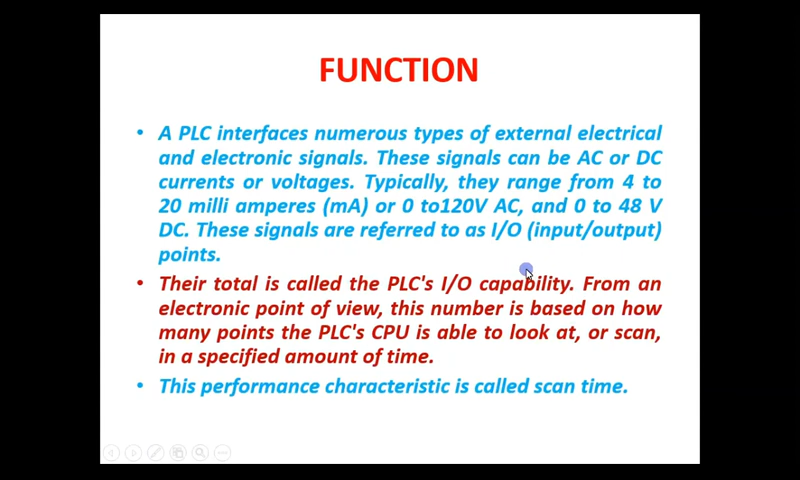 FUNCTION
• A PLC interfaces numerous types of external electrical
and electronic signals. These signals can be AC or DC
currents or voltages. Typically, they range from 4 to
20 milli amperes (mA) or 0 to120V AC, and 0 to 48 V
DC. These signals are referred to as I/O (input/output)
points.
• Their total is called the PLC's I/O capability. From an
electronic point of view, this number is based on how
many points the PLC's CPU is able to look at, or scan,
in a specified amount of time.
• This performance characteristic is called scan time.